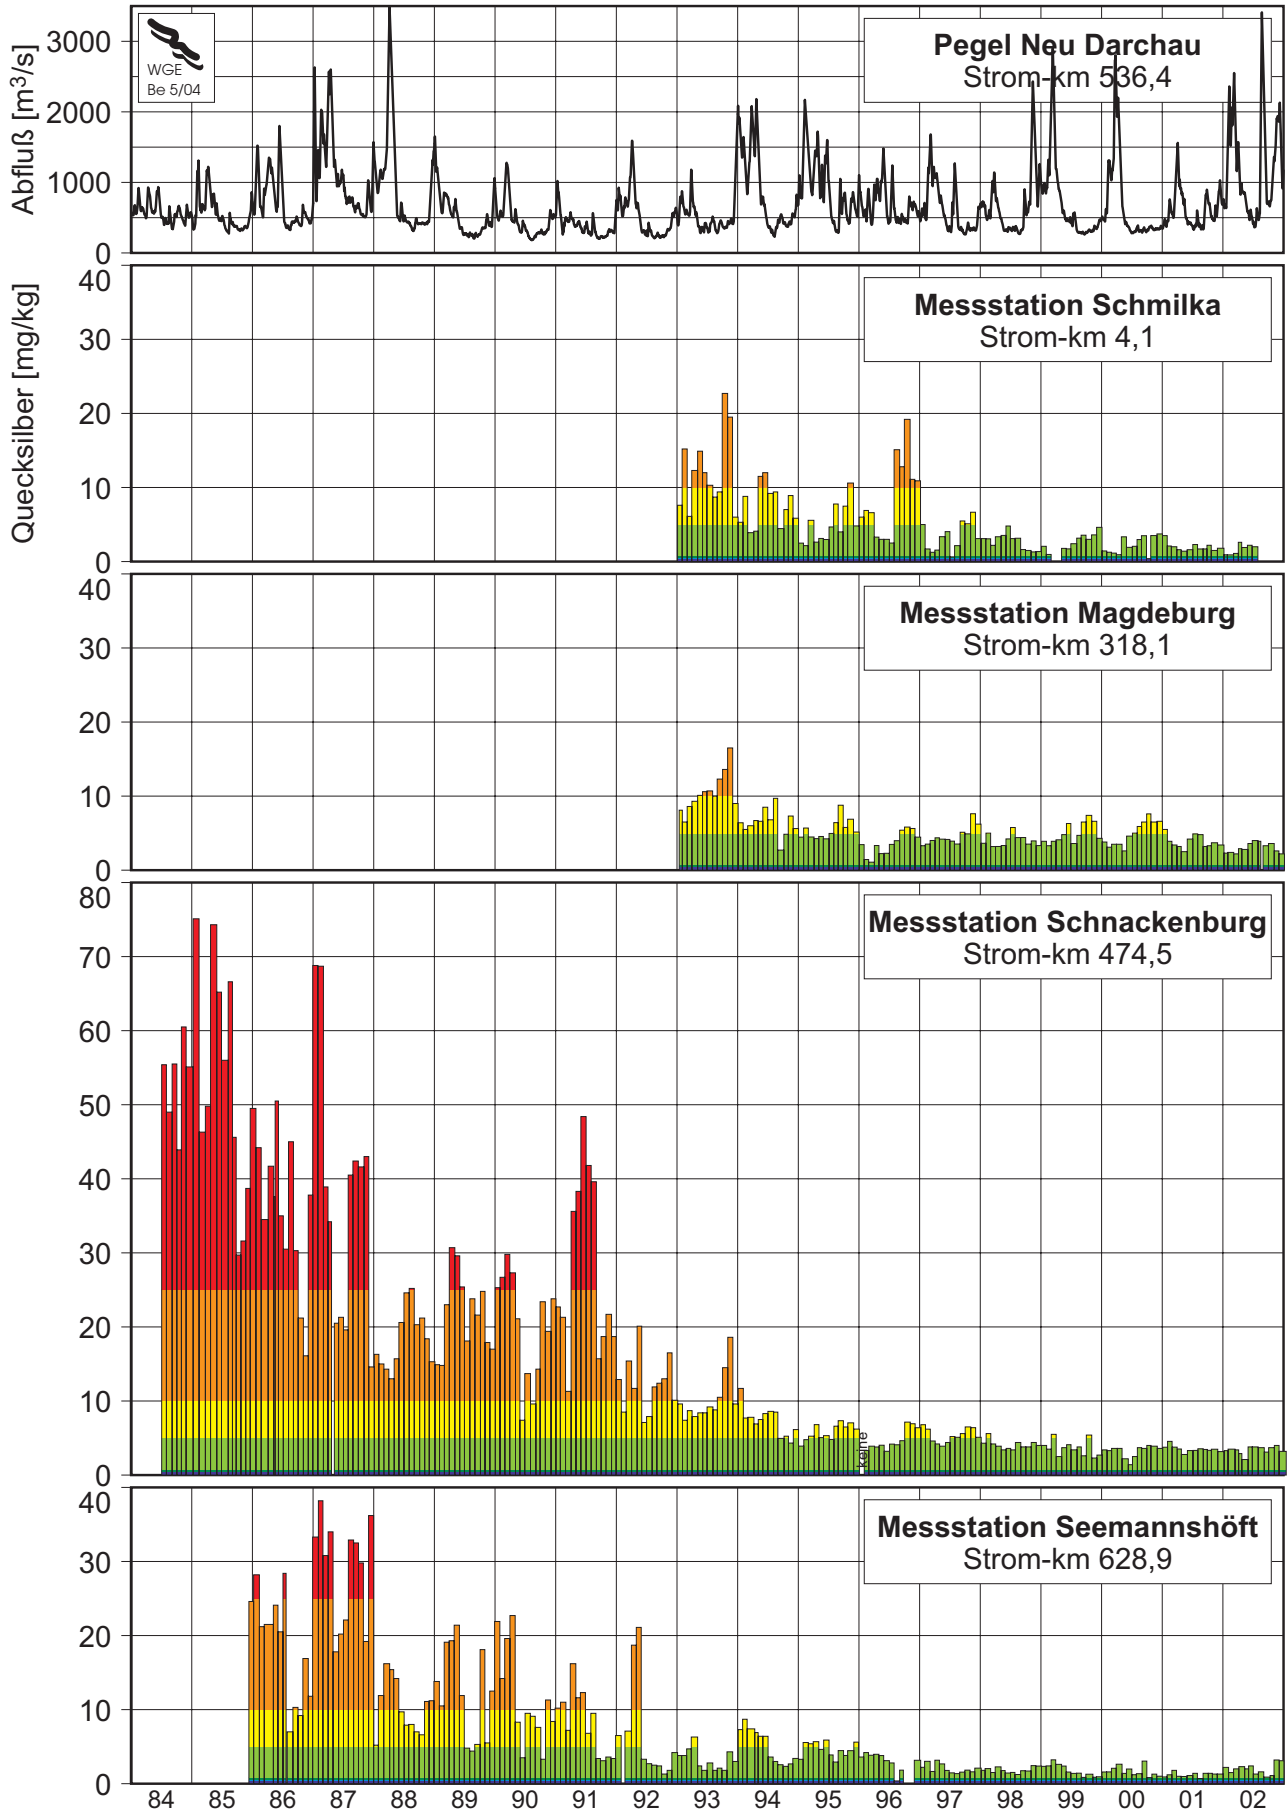 Abfluß [m³/s]
3000
2000
1000
0
WGE
Be 5/04
Pegel Neu Darchau
Strom-km 536,4
Quecksilber [mg/kg]
40
30
20
10
0
Messstation Schmilka
Strom-km 4,1
40
30
20
10
0
Messstation Magdeburg
Strom-km 318,1
80
70
60
50
40
30
20
10
0
Messstation Schnackenburg
Strom-km 474,5
keine
40
30
20
10
0
Messstation Seemannshöft
Strom-km 628,9
84 85 86 87 88 89 90 91 92 93 94 95 96 97 98 99 00 01 02